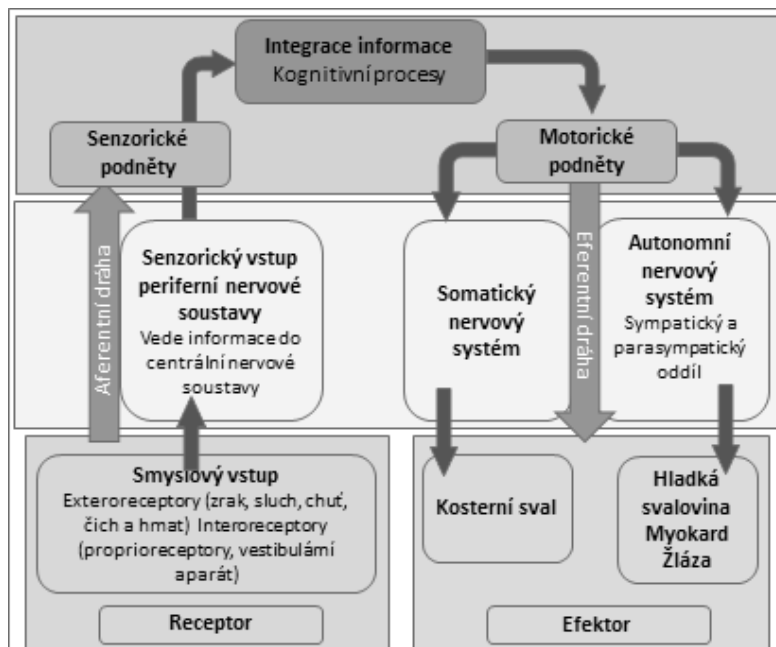 Integrace informace
Kognitivní procesy
Senzorické
podněty
Motorické
podněty
Aferentní dráha
Senzorický vstup
periferní nervové
soustavy
Vede informace do
centrální nervové
soustavy
Somatický
nervový
systém
Eferentní dráha
Autonomní
nervový
systém
Sympatický a
parasympatický
oddíl
Smyslový vstup
Exteroreceptory (zrak, sluch, chuť,
čich a hmat) Interoreceptory
(proprioreceptory, vestibulární
aparát)
Kosterní sval
Hladká
svalovina
Myokard
Žláza
Receptor
Efektor